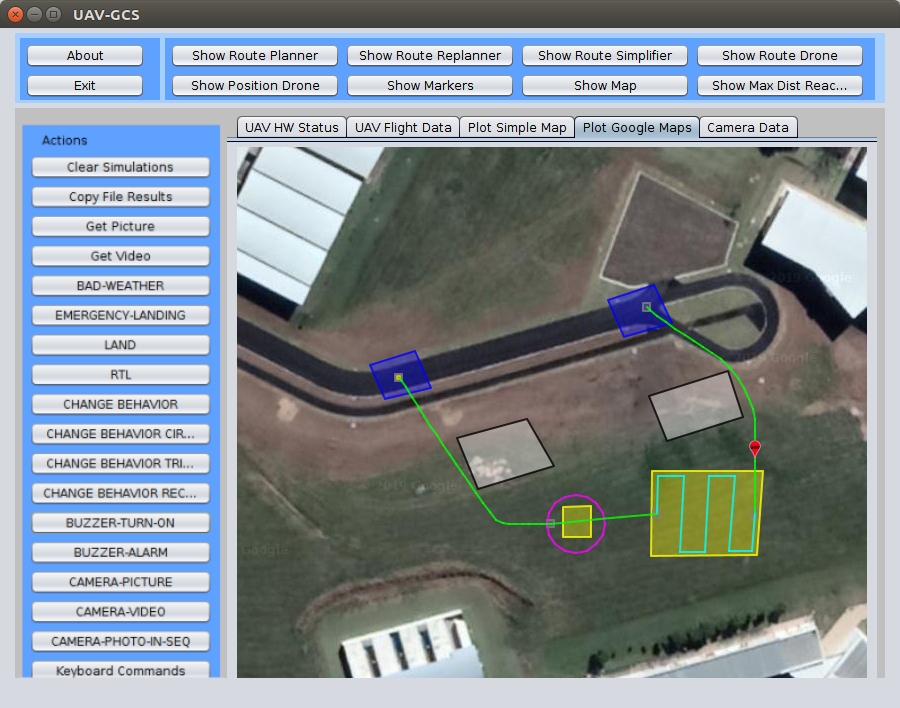 UAV-GCS
About
Show Route Planner
Show Route Replanner
Show Route Simplifier
Show Route Drone
Exit
Show Position Drone
Show Markers
Show Map
Show Max Dist Reac...
UAV HW Status
UAV Flight Data
Plot Simple Map
Plot Google Maps
Camera Data
Actions
Clear Simulations
Copy File Results
Get Picture
Get Video
BAD-WEATHER
EMERGENCY-LANDING
LAND
RTL
CHANGE BEHAVIOR
CHANGE BEHAVIOR CIR...
CHANGE BEHAVIOR TRI...
CHANGE BEHAVIOR REC...
BUZZER-TURN-ON
BUZZER-ALARM
CAMERA-PICTURE
CAMERA-VIDEO
CAMERA-PHOTO-IN-SEQ
Keyboard Commands
2019 Google
2019 Google
2019 Google
Google